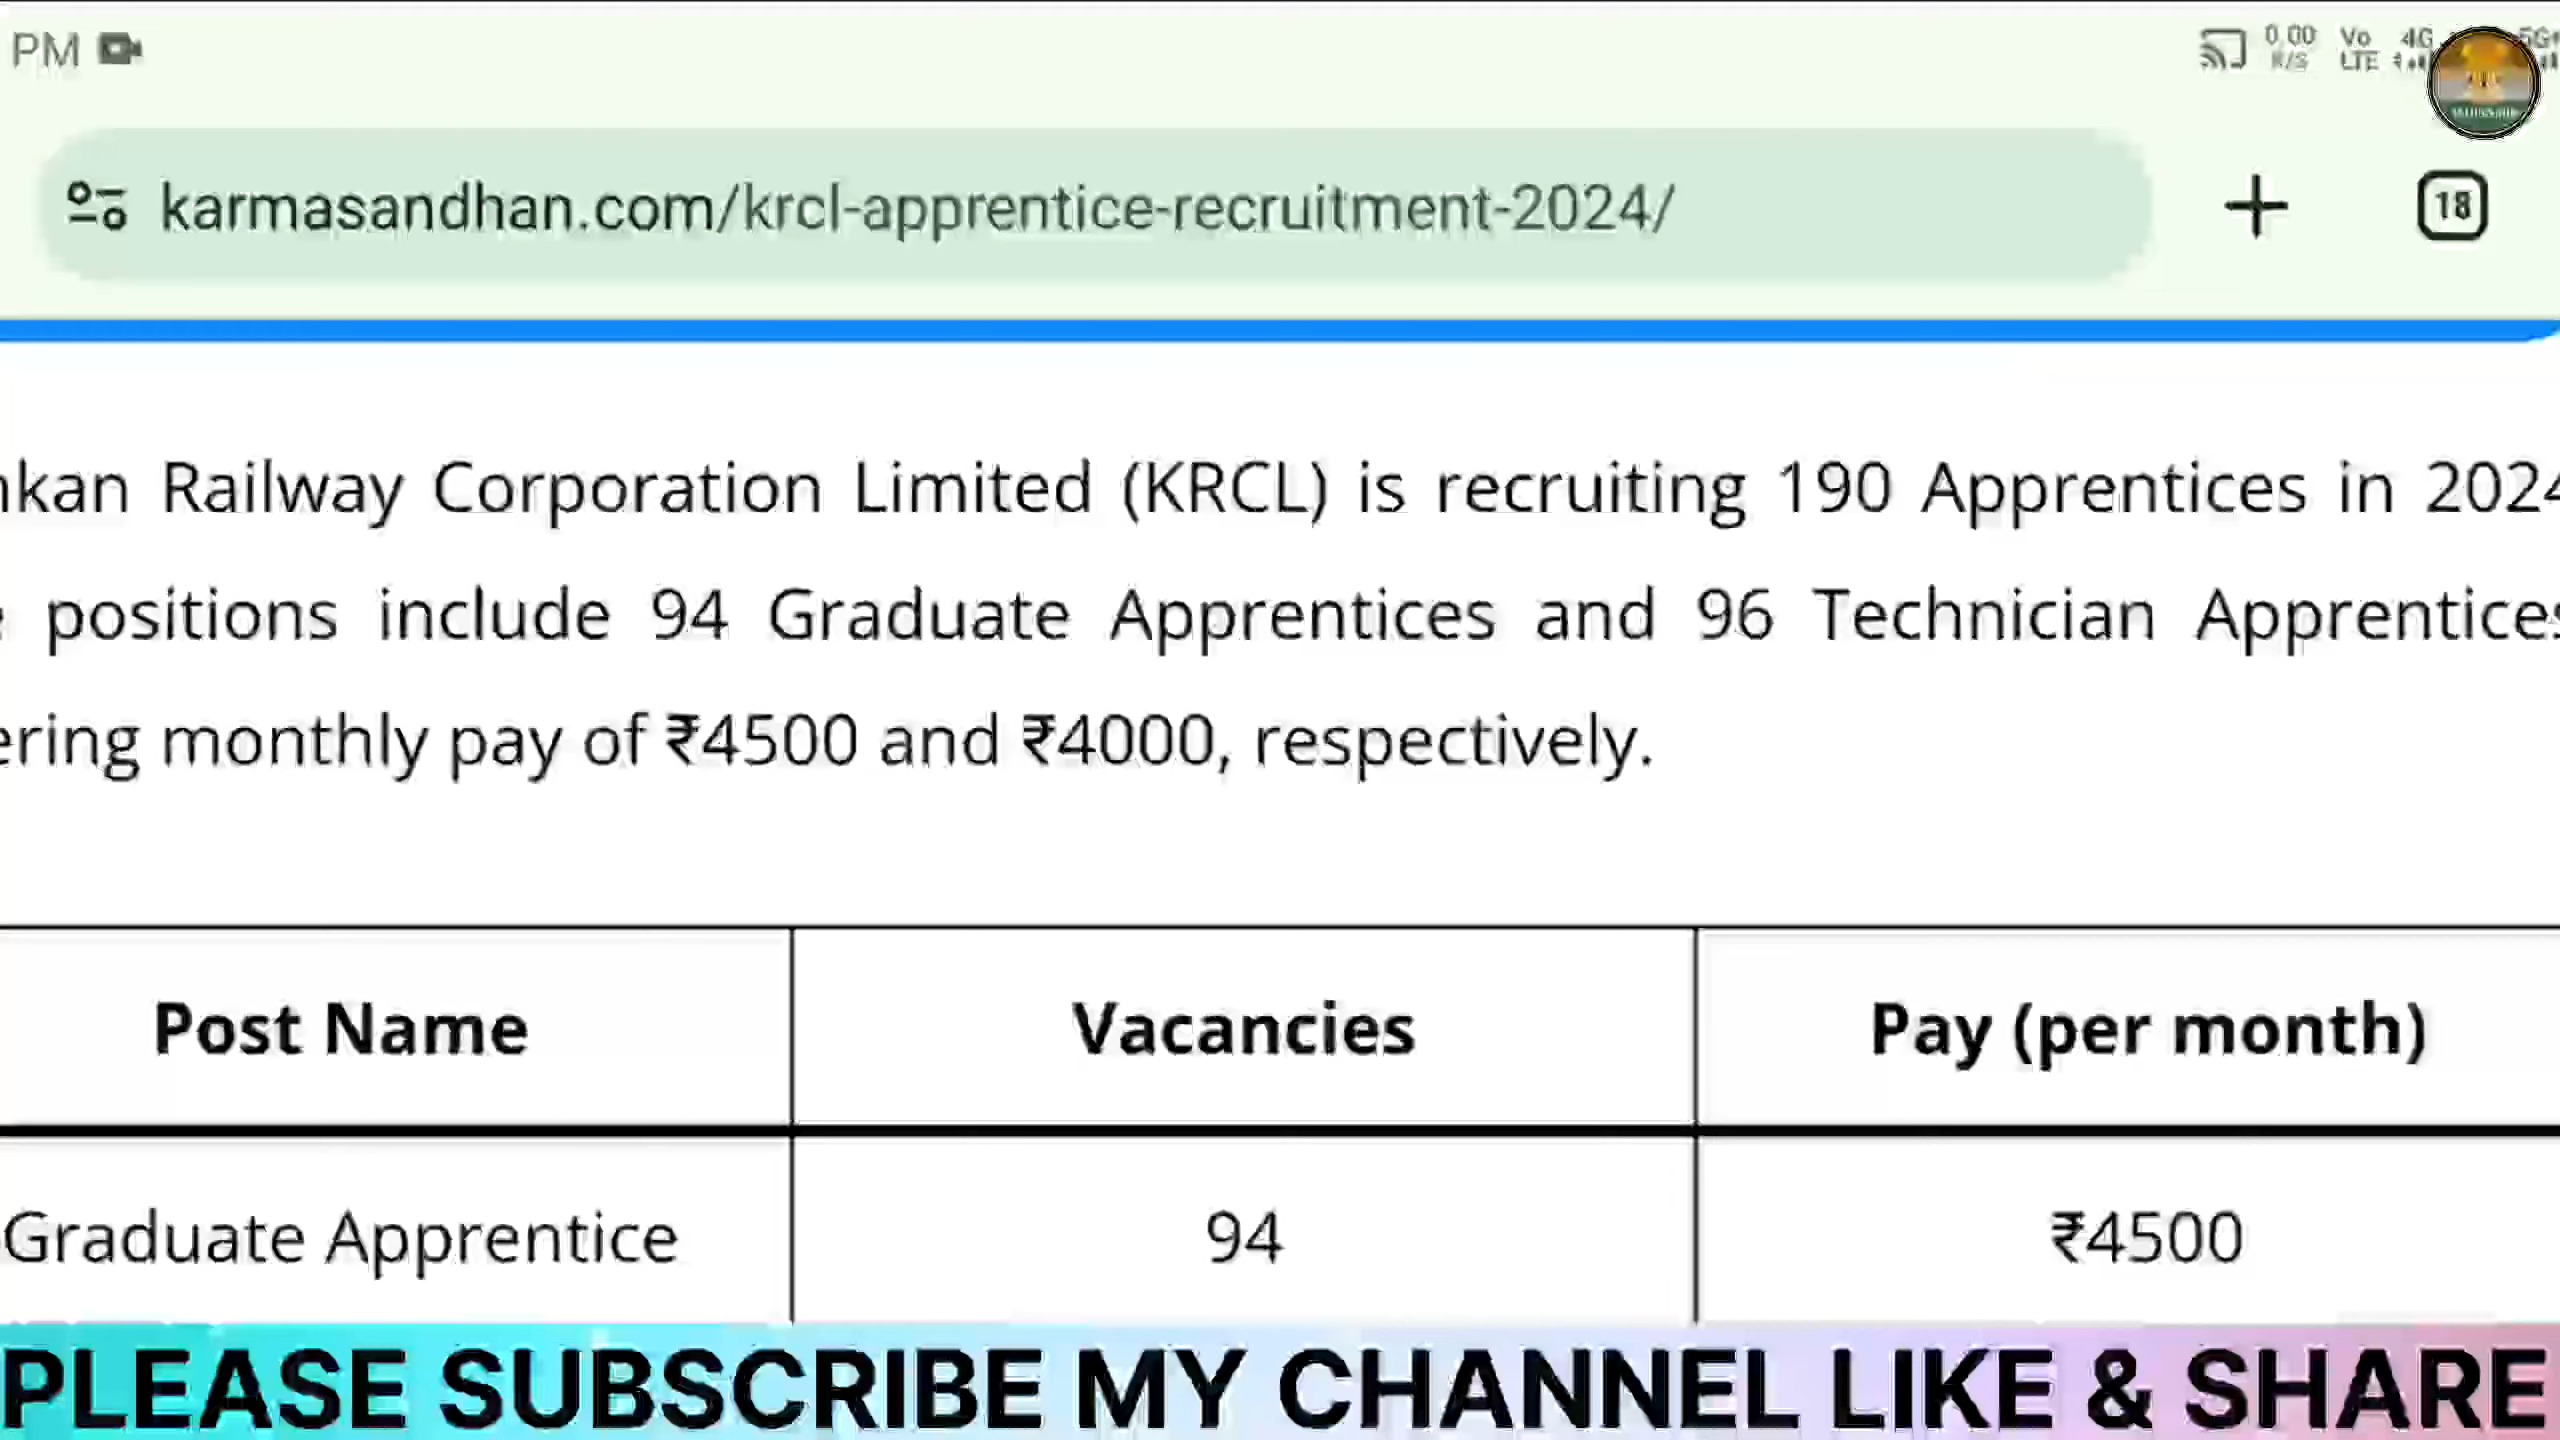 PM
0.00 K/S Vo LTE 4G 5G
karmasandhan.com/krcl-apprentice-recruitment-2024/
18
nkan Railway Corporation Limited (KRCL) is recruiting 190 Apprentices in 2024
e positions include 94 Graduate Apprentices and 96 Technician Apprentices
ering monthly pay of ₹4500 and ₹4000, respectively.
Post Name Vacancies Pay (per month)
Graduate Apprentice 94 ₹4500
PLEASE SUBSCRIBE MY CHANNEL LIKE & SHARE